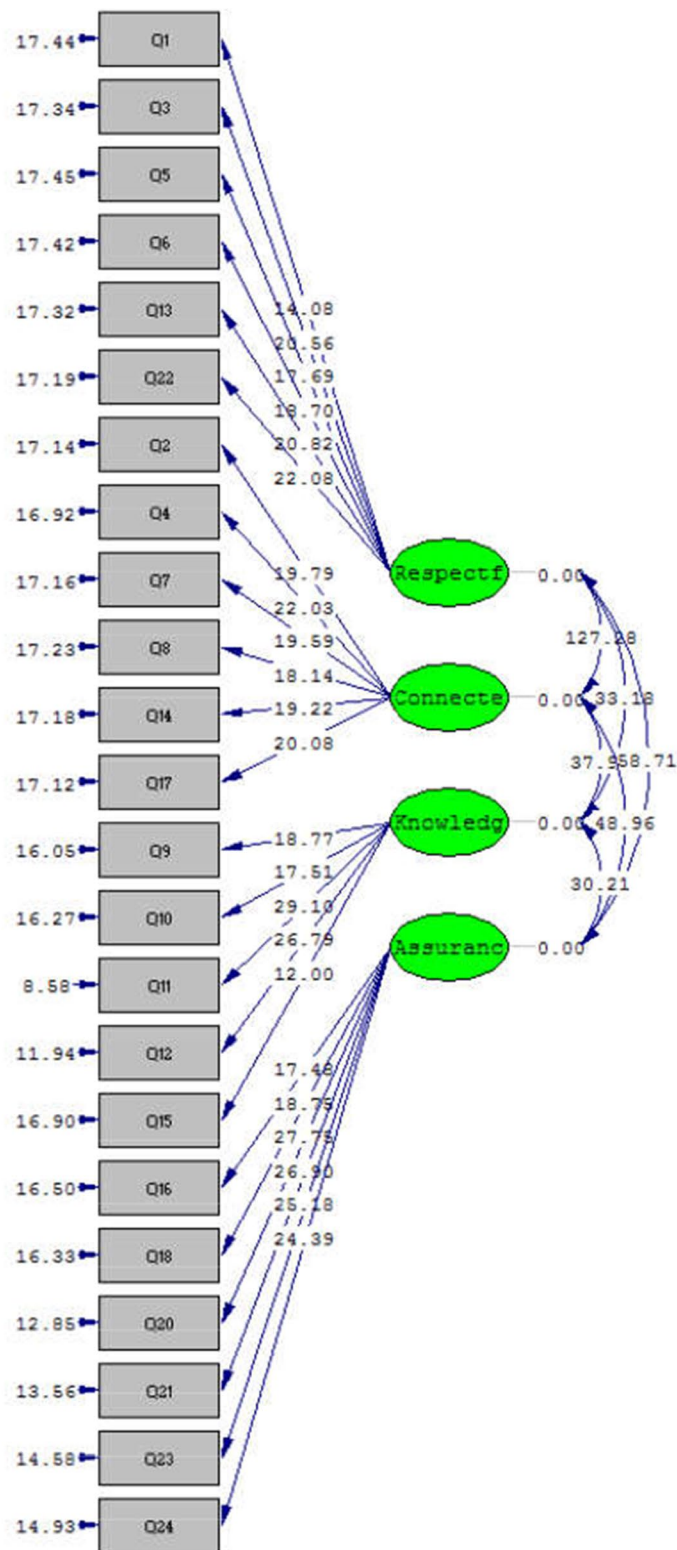 17.44 Q1
17.34 Q3
17.45 Q5
17.42 Q6
17.32 Q13
14.08
20.56
17.19 Q22
17.69
18.70
17.14 Q2
20.82
22.08
16.92 Q4
17.16 Q7
19.79
Respectf 0.00
22.03
17.23 Q8
19.59
127.28
18.14
17.18 Q14
19.22
Connecte 0.00 33.18
20.08
17.12 Q17
58.71
16.05 Q9
18.77
Knowledg 0.00 48.96
17.51
16.27 Q10
29.10
30.21
26.79
8.58 Q11
12.00
Assuranc 0.00
11.94 Q12
17.48
16.90 Q15
18.75
27.75
16.50 Q16
26.90
25.18
16.33 Q18
24.39
12.85 Q20
13.56 Q21
14.58 Q23
14.93 Q24